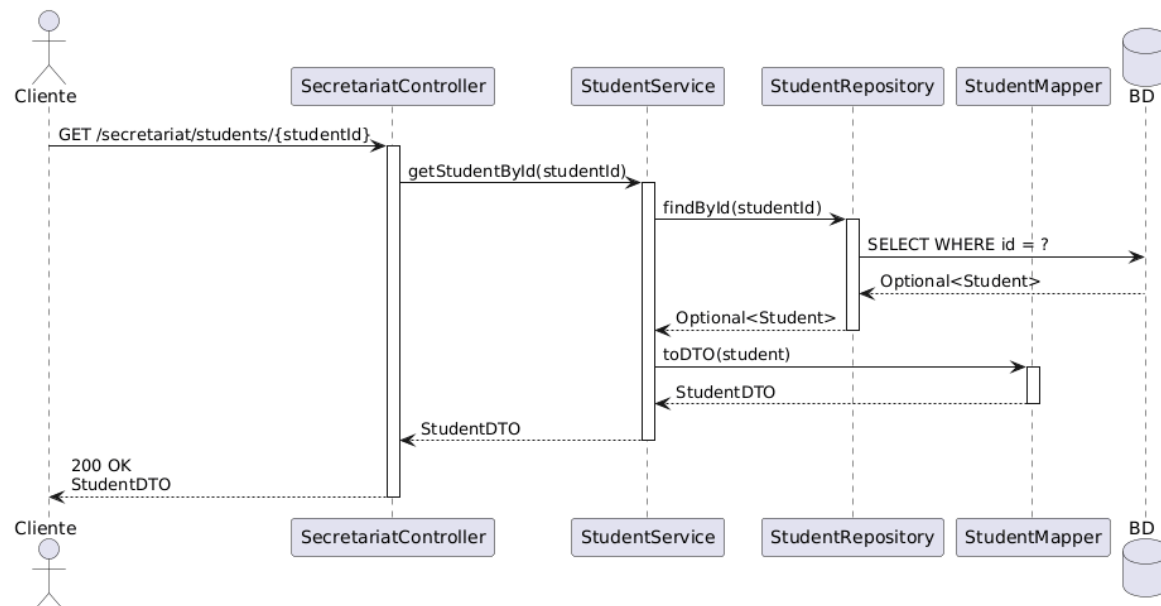 Cliente
SecretariatController
StudentService
StudentRepository
StudentMapper
BD
GET /secretariat/students/{studentId}
getStudentById(studentId)
findById(studentId)
SELECT WHERE id = ?
Optional<Student>
Optional<Student>
toDTO(student)
StudentDTO
StudentDTO
200 OK
StudentDTO
Cliente
SecretariatController
StudentService
StudentRepository
StudentMapper
BD